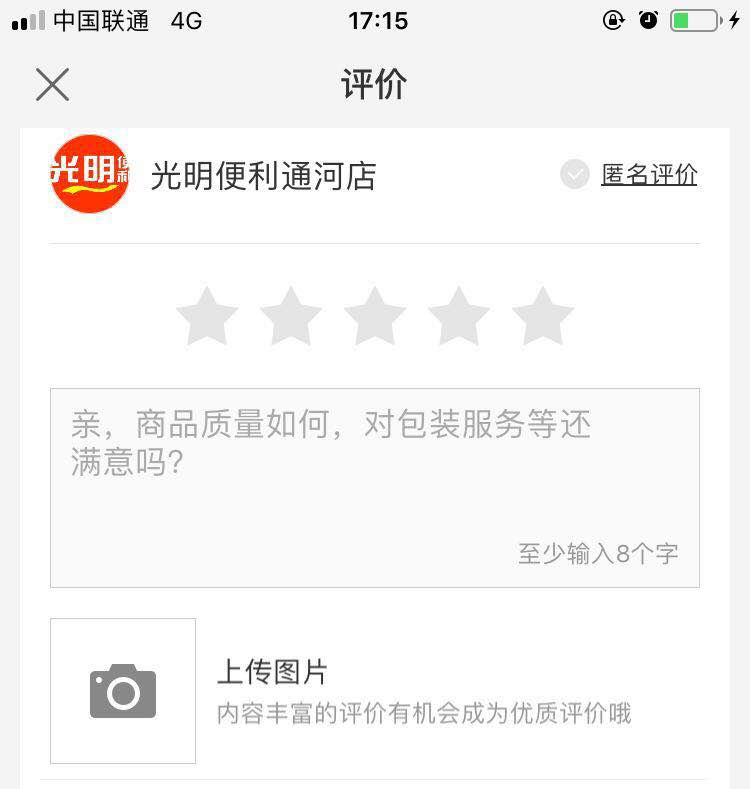 中国联通 4G 17:15
评价
光明便利
光明便利通河店 匿名评价
亲，商品质量如何，对包装服务等还
满意吗?
至少输入8个字
上传图片
内容丰富的评价有机会成为优质评价哦